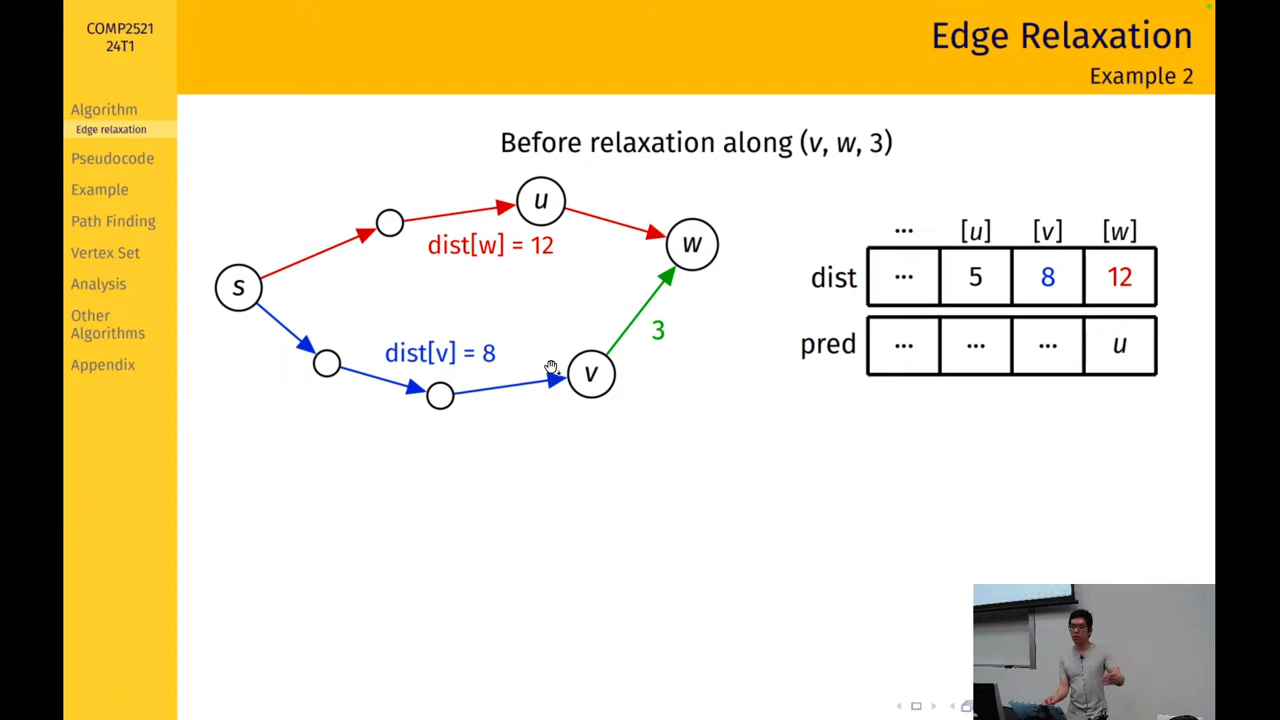 COMP2521
24T1
Edge Relaxation
Example 2
Algorithm
Edge relaxation
Pseudocode
Example
Path Finding
Vertex Set
Analysis
Other
Algorithms
Appendix
Before relaxation along (v, w, 3)
u
w
s
v
dist[w] = 12
dist[v] = 8
3
... [u] [v] [w]
dist ... 5 8 12
pred ... ... ... u